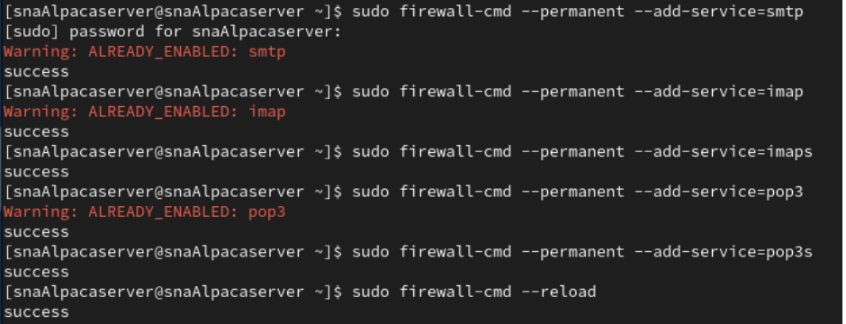 [snaAlpacaserver@snaAlpacaserver ~]$ sudo firewall-cmd --permanent --add-service=smtp
[sudo] password for snaAlpacaserver:
Warning: ALREADY_ENABLED: smtp
success
[snaAlpacaserver@snaAlpacaserver ~]$ sudo firewall-cmd --permanent --add-service=imap
Warning: ALREADY_ENABLED: imap
success
[snaAlpacaserver@snaAlpacaserver ~]$ sudo firewall-cmd --permanent --add-service=imaps
success
[snaAlpacaserver@snaAlpacaserver ~]$ sudo firewall-cmd --permanent --add-service=pop3
Warning: ALREADY_ENABLED: pop3
success
[snaAlpacaserver@snaAlpacaserver ~]$ sudo firewall-cmd --permanent --add-service=pop3s
success
[snaAlpacaserver@snaAlpacaserver ~]$ sudo firewall-cmd --reload
success